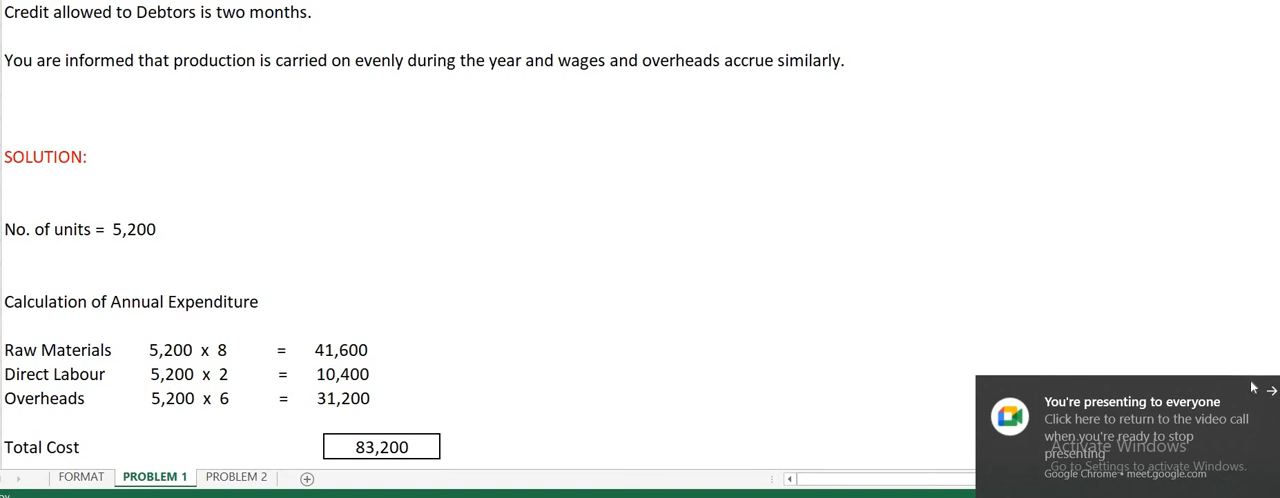 Credit allowed to Debtors is two months.
You are informed that production is carried on evenly during the year and wages and overheads accrue similarly.
SOLUTION:
No. of units = 5,200
Calculation of Annual Expenditure
Raw Materials 5,200 x 8 = 41,600
Direct Labour 5,200 x 2 = 10,400
Overheads 5,200 x 6 = 31,200
Total Cost 83,200
FORMAT PROBLEM 1 PROBLEM 2
You're presenting to everyone
Click here to return to the video call
when you're ready to stop
presenting
Activate Windows
Go to Settings to activate Windows.
Google Chrome • meet.google.com